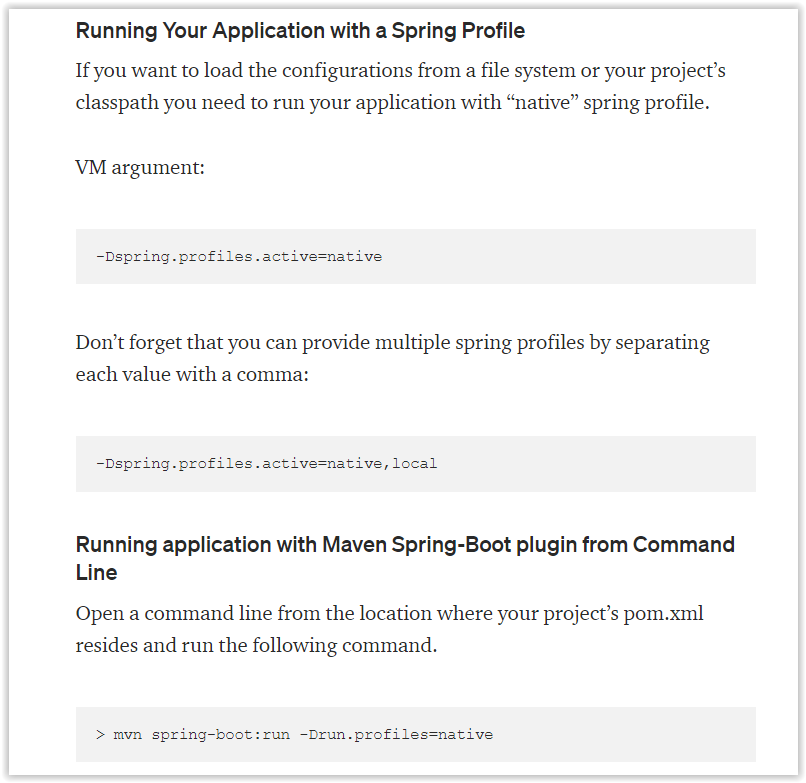 Running Your Application with a Spring Profile
If you want to load the configurations from a file system or your project’s
classpath you need to run your application with “native” spring profile.
VM argument:
-Dspring.profiles.active=native
Don’t forget that you can provide multiple spring profiles by separating
each value with a comma:
-Dspring.profiles.active=native,local
Running application with Maven Spring-Boot plugin from Command
Line
Open a command line from the location where your project’s pom.xml
resides and run the following command.
> mvn spring-boot:run -Drun.profiles=native